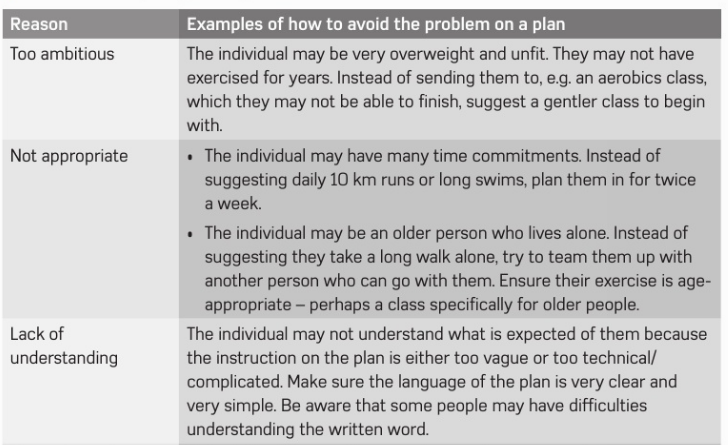 Reason
Examples of how to avoid the problem on a plan
Too ambitious
The individual may be very overweight and unfit. They may not have
exercised for years. Instead of sending them to, e.g. an aerobics class,
which they may not be able to finish, suggest a gentler class to begin
with.
Not appropriate
• The individual may have many time commitments. Instead of
suggesting daily 10 km runs or long swims, plan them in for twice
a week.
• The individual may be an older person who lives alone. Instead of
suggesting they take a long walk alone, try to team them up with
another person who can go with them. Ensure their exercise is age-
appropriate – perhaps a class specifically for older people.
Lack of
understanding
The individual may not understand what is expected of them because
the instruction on the plan is either too vague or too technical/
complicated. Make sure the language of the plan is very clear and
very simple. Be aware that some people may have difficulties
understanding the written word.